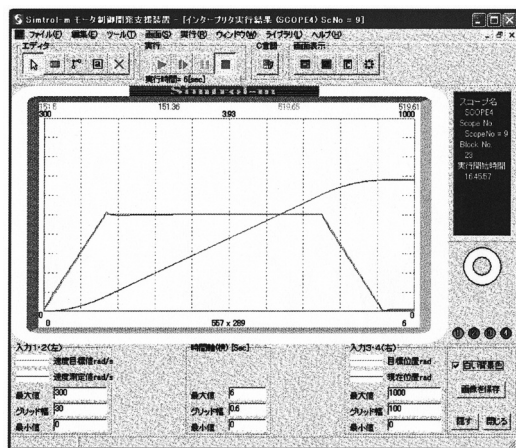 Simtrol-m モータ制御開発支援装置 - [インタープリタ実行結果 (SCOPE4) ScNo = 9]
ファイル(F) 編集(E) ツール(T) 画面(S) 実行(R) ウィンドウ(W) ライブラリ(L) ヘルプ(H)
エディタ 実行 C言語 画面表示
実行時間= 6[sec]
Simtrol-m
151.5 151.36 519.65 519.61
300 3.93 1000
0 0
0 557 x 289 6
スコープ名
SCOPE4
Scope No
ScopeNo = 9
Block No
23
実行開始時間
164557
入力1・2(左) 時間軸(横) [Sec] 入力3・4(右)
速度目標値rad/s 目標位置rad
速度測定値rad/s 現在位置rad
最大値 300 最大値 6 最大値 1000
グリッド幅 30 グリッド幅 0.6 グリッド幅 100
最小値 0 最小値 0 最小値 0
白い背景色
画像を保存
隠す 閉じる